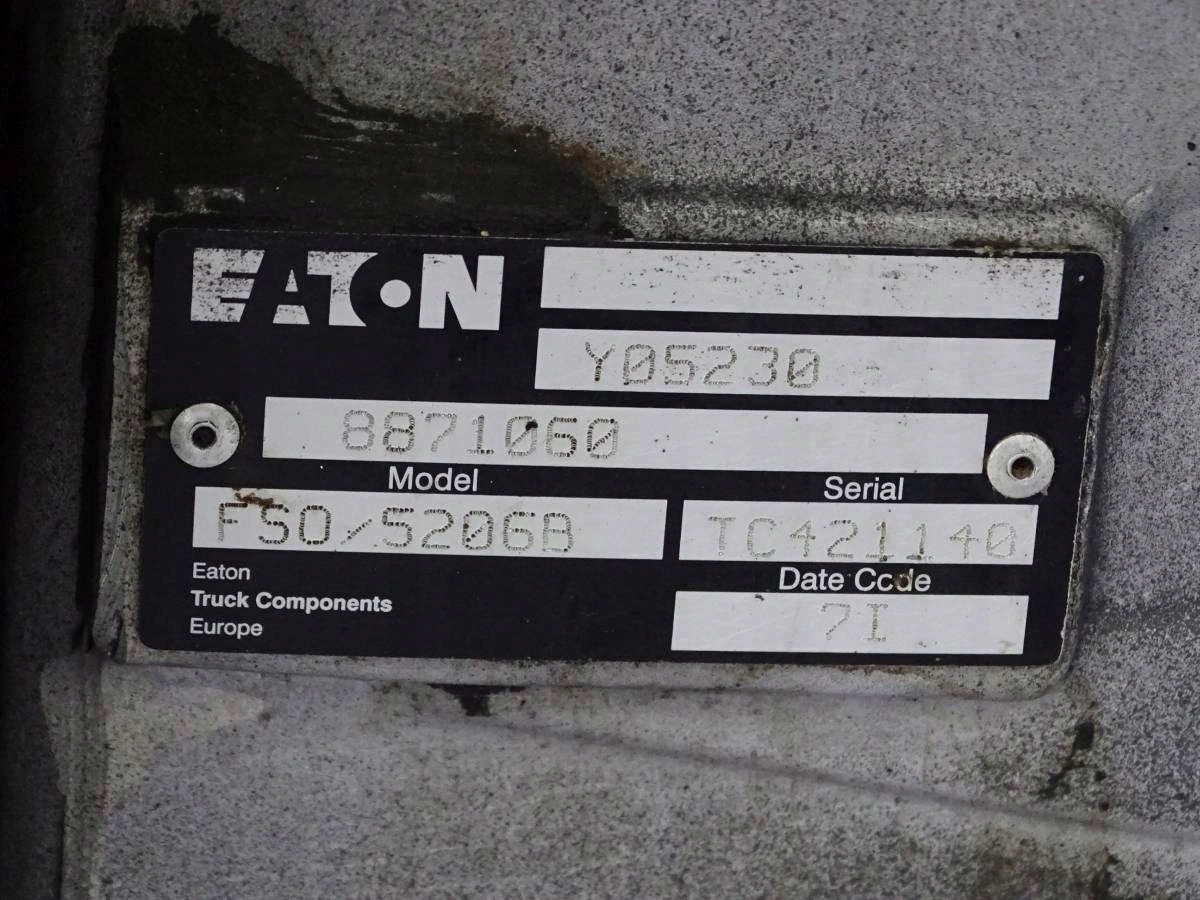 EATON
Y05230
8871060
Model
Serial
FSO/5206B
TC421140
Date Code
7I
Eaton
Truck Components
Europe